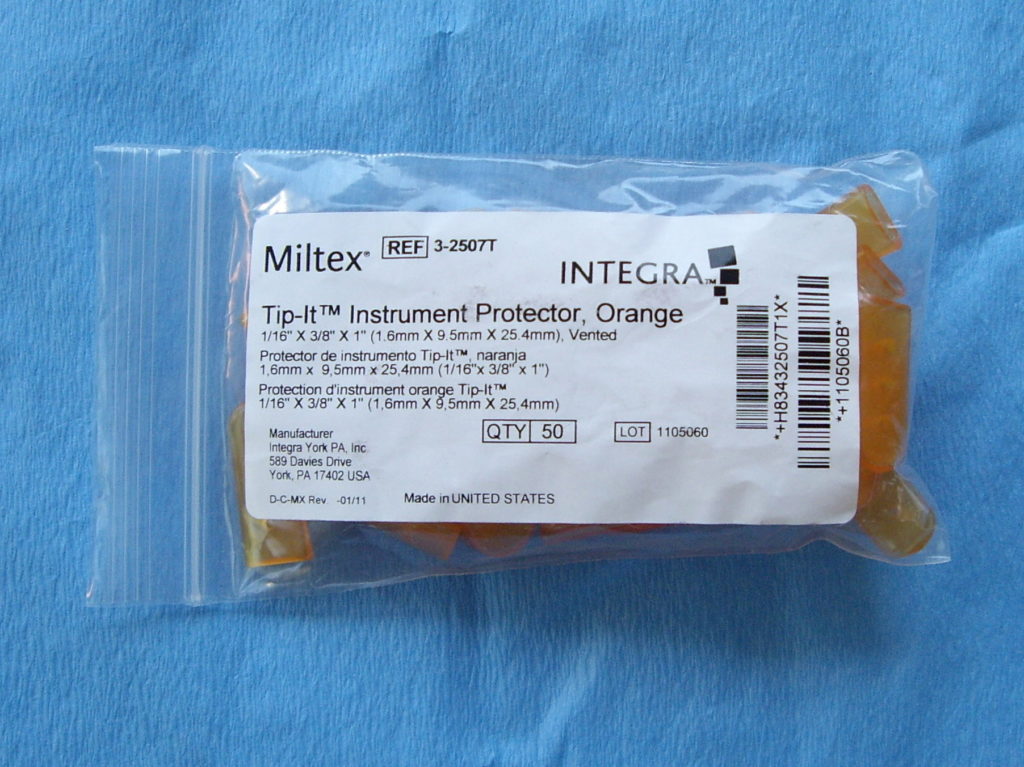 Miltex® REF 3-2507T
INTEGRA™
Tip-It™ Instrument Protector, Orange
1/16" X 3/8" X 1" (1.6mm X 9.5mm X 25.4mm), Vented
Protector de instrumento Tip-It™, naranja
1,6mm x 9,5mm x 25,4mm (1/16"x 3/8" x 1")
Protection d'instrument orange Tip-It™
1/16" X 3/8" X 1" (1,6mm X 9,5mm X 25,4mm)
QTY 50
LOT 1105060
Manufacturer
Integra York PA, Inc.
589 Davies Drive
York, PA 17402 USA
D-C-MX Rev. -01/11
Made in UNITED STATES
*+H83432507T1X*
*+1105060B*